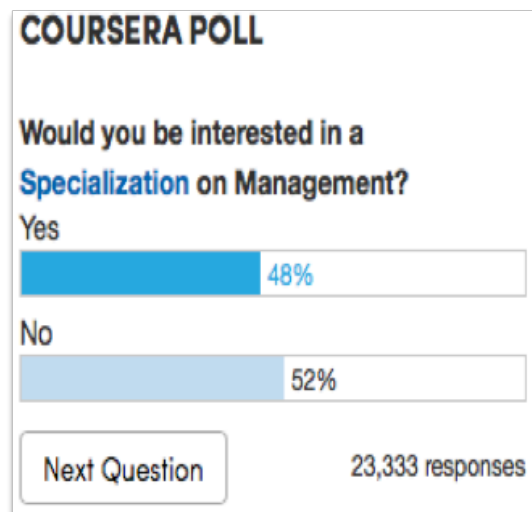 COURSERA POLL
Would you be interested in a
Specialization on Management?
Yes
48%
No
52%
Next Question
23,333 responses